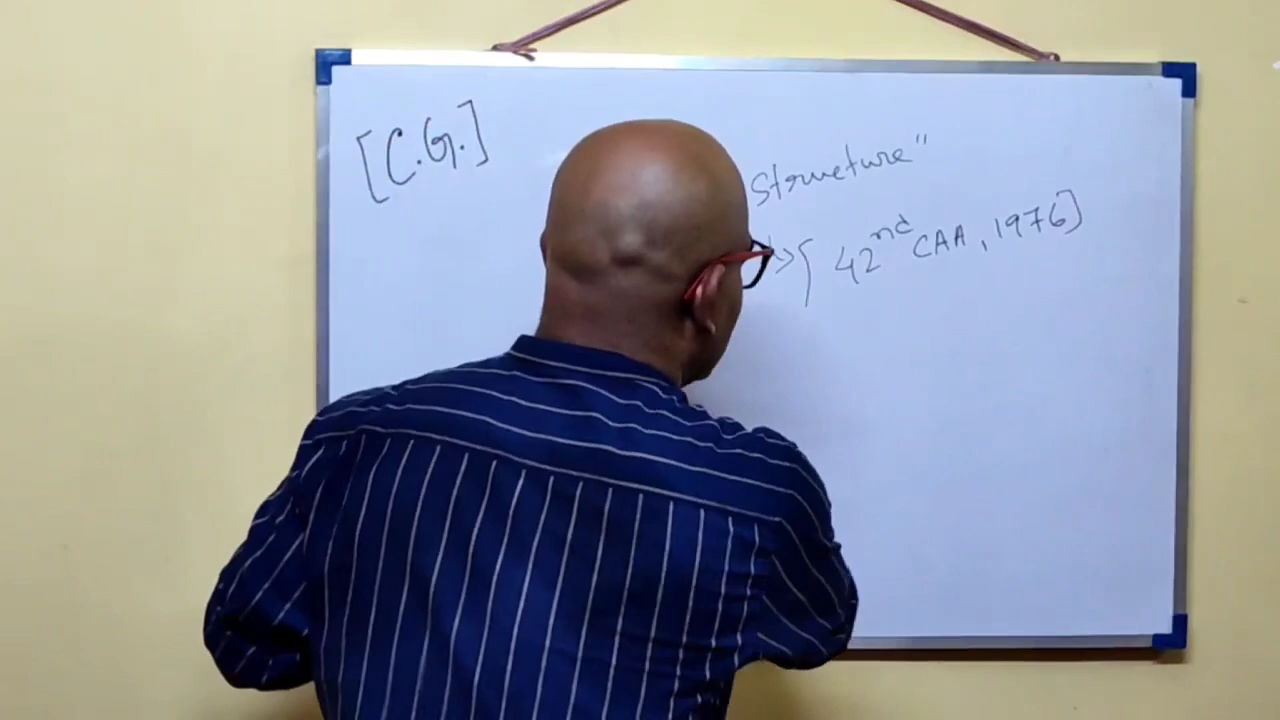 [C.G.]
Structure"
[42nd CAA, 1976]